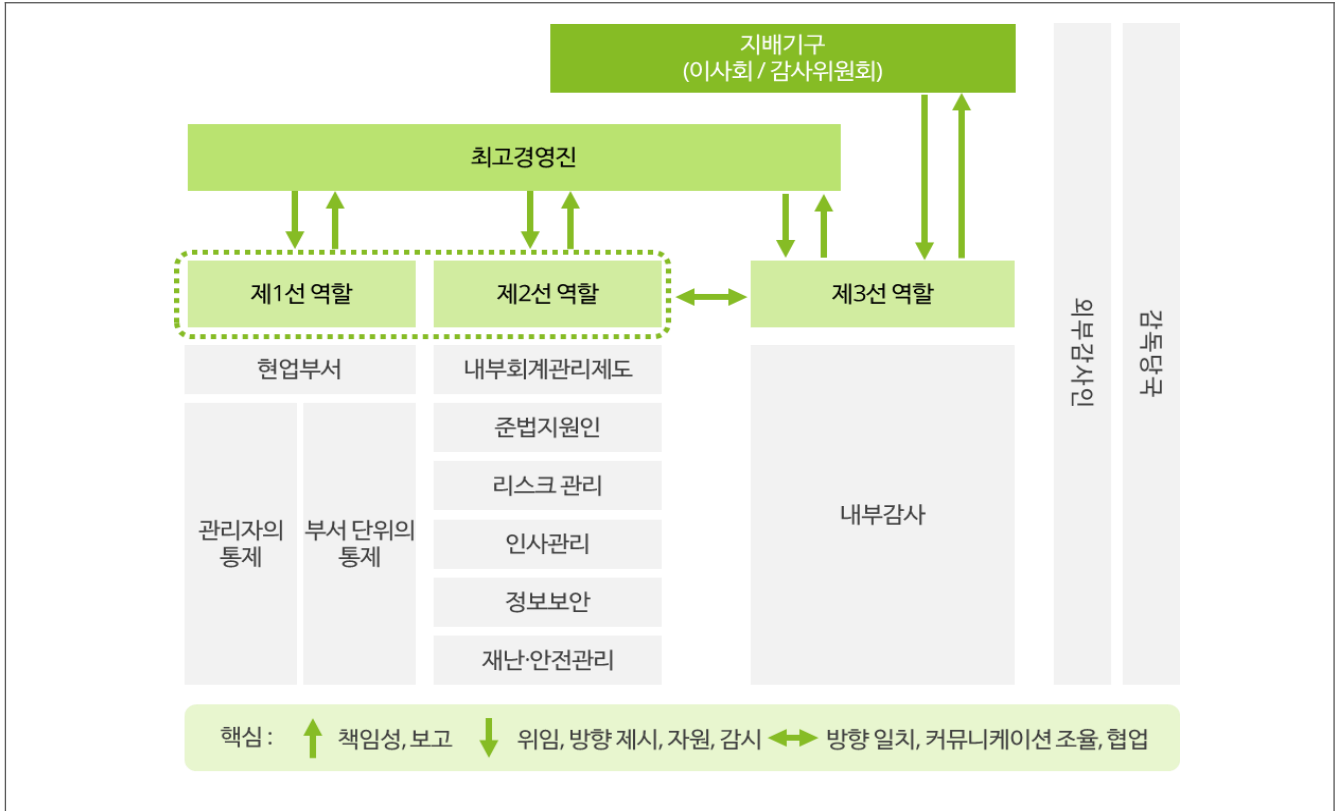 지배기구
(이사회 / 감사위원회)
최고경영진
제1선 역할
제2선 역할
제3선 역할
현업부서
관리자의
통제
부서 단위의
통제
내부회계관리제도
준법지원인
리스크 관리
인사관리
정보보안
재난·안전관리
내부감사
외부감사인
감독당국
핵심 :
책임성, 보고
위임, 방향 제시, 자원, 감시
방향 일치, 커뮤니케이션 조율, 협업